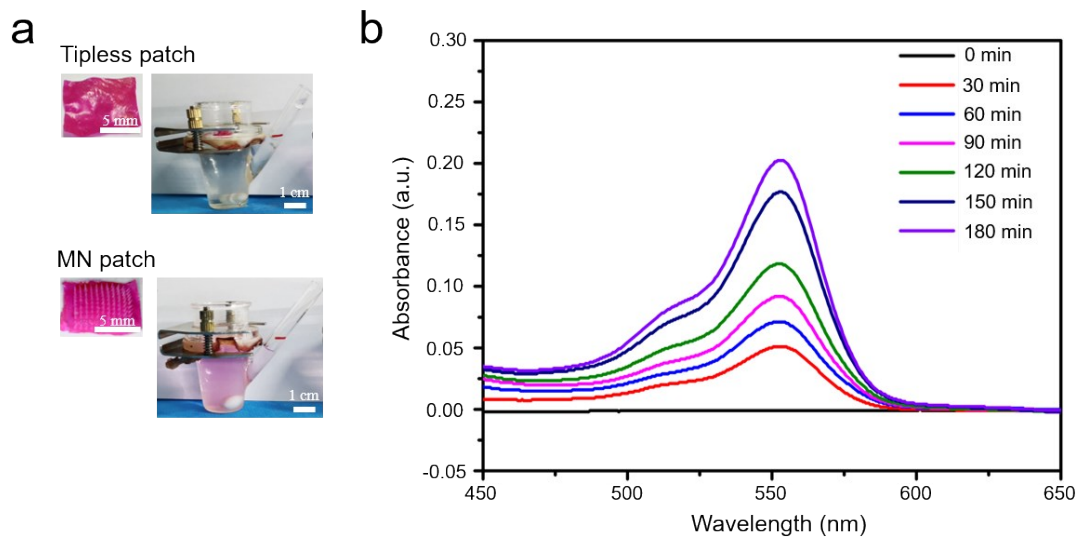 a
Tipless patch
5 mm
1 cm
MN patch
5 mm
1 cm
b
0.30
0.25
0.20
0.15
0.10
0.05
0.00
-0.05
Absorbance (a.u.)
450
500
550
600
650
Wavelength (nm)
0 min
30 min
60 min
90 min
120 min
150 min
180 min